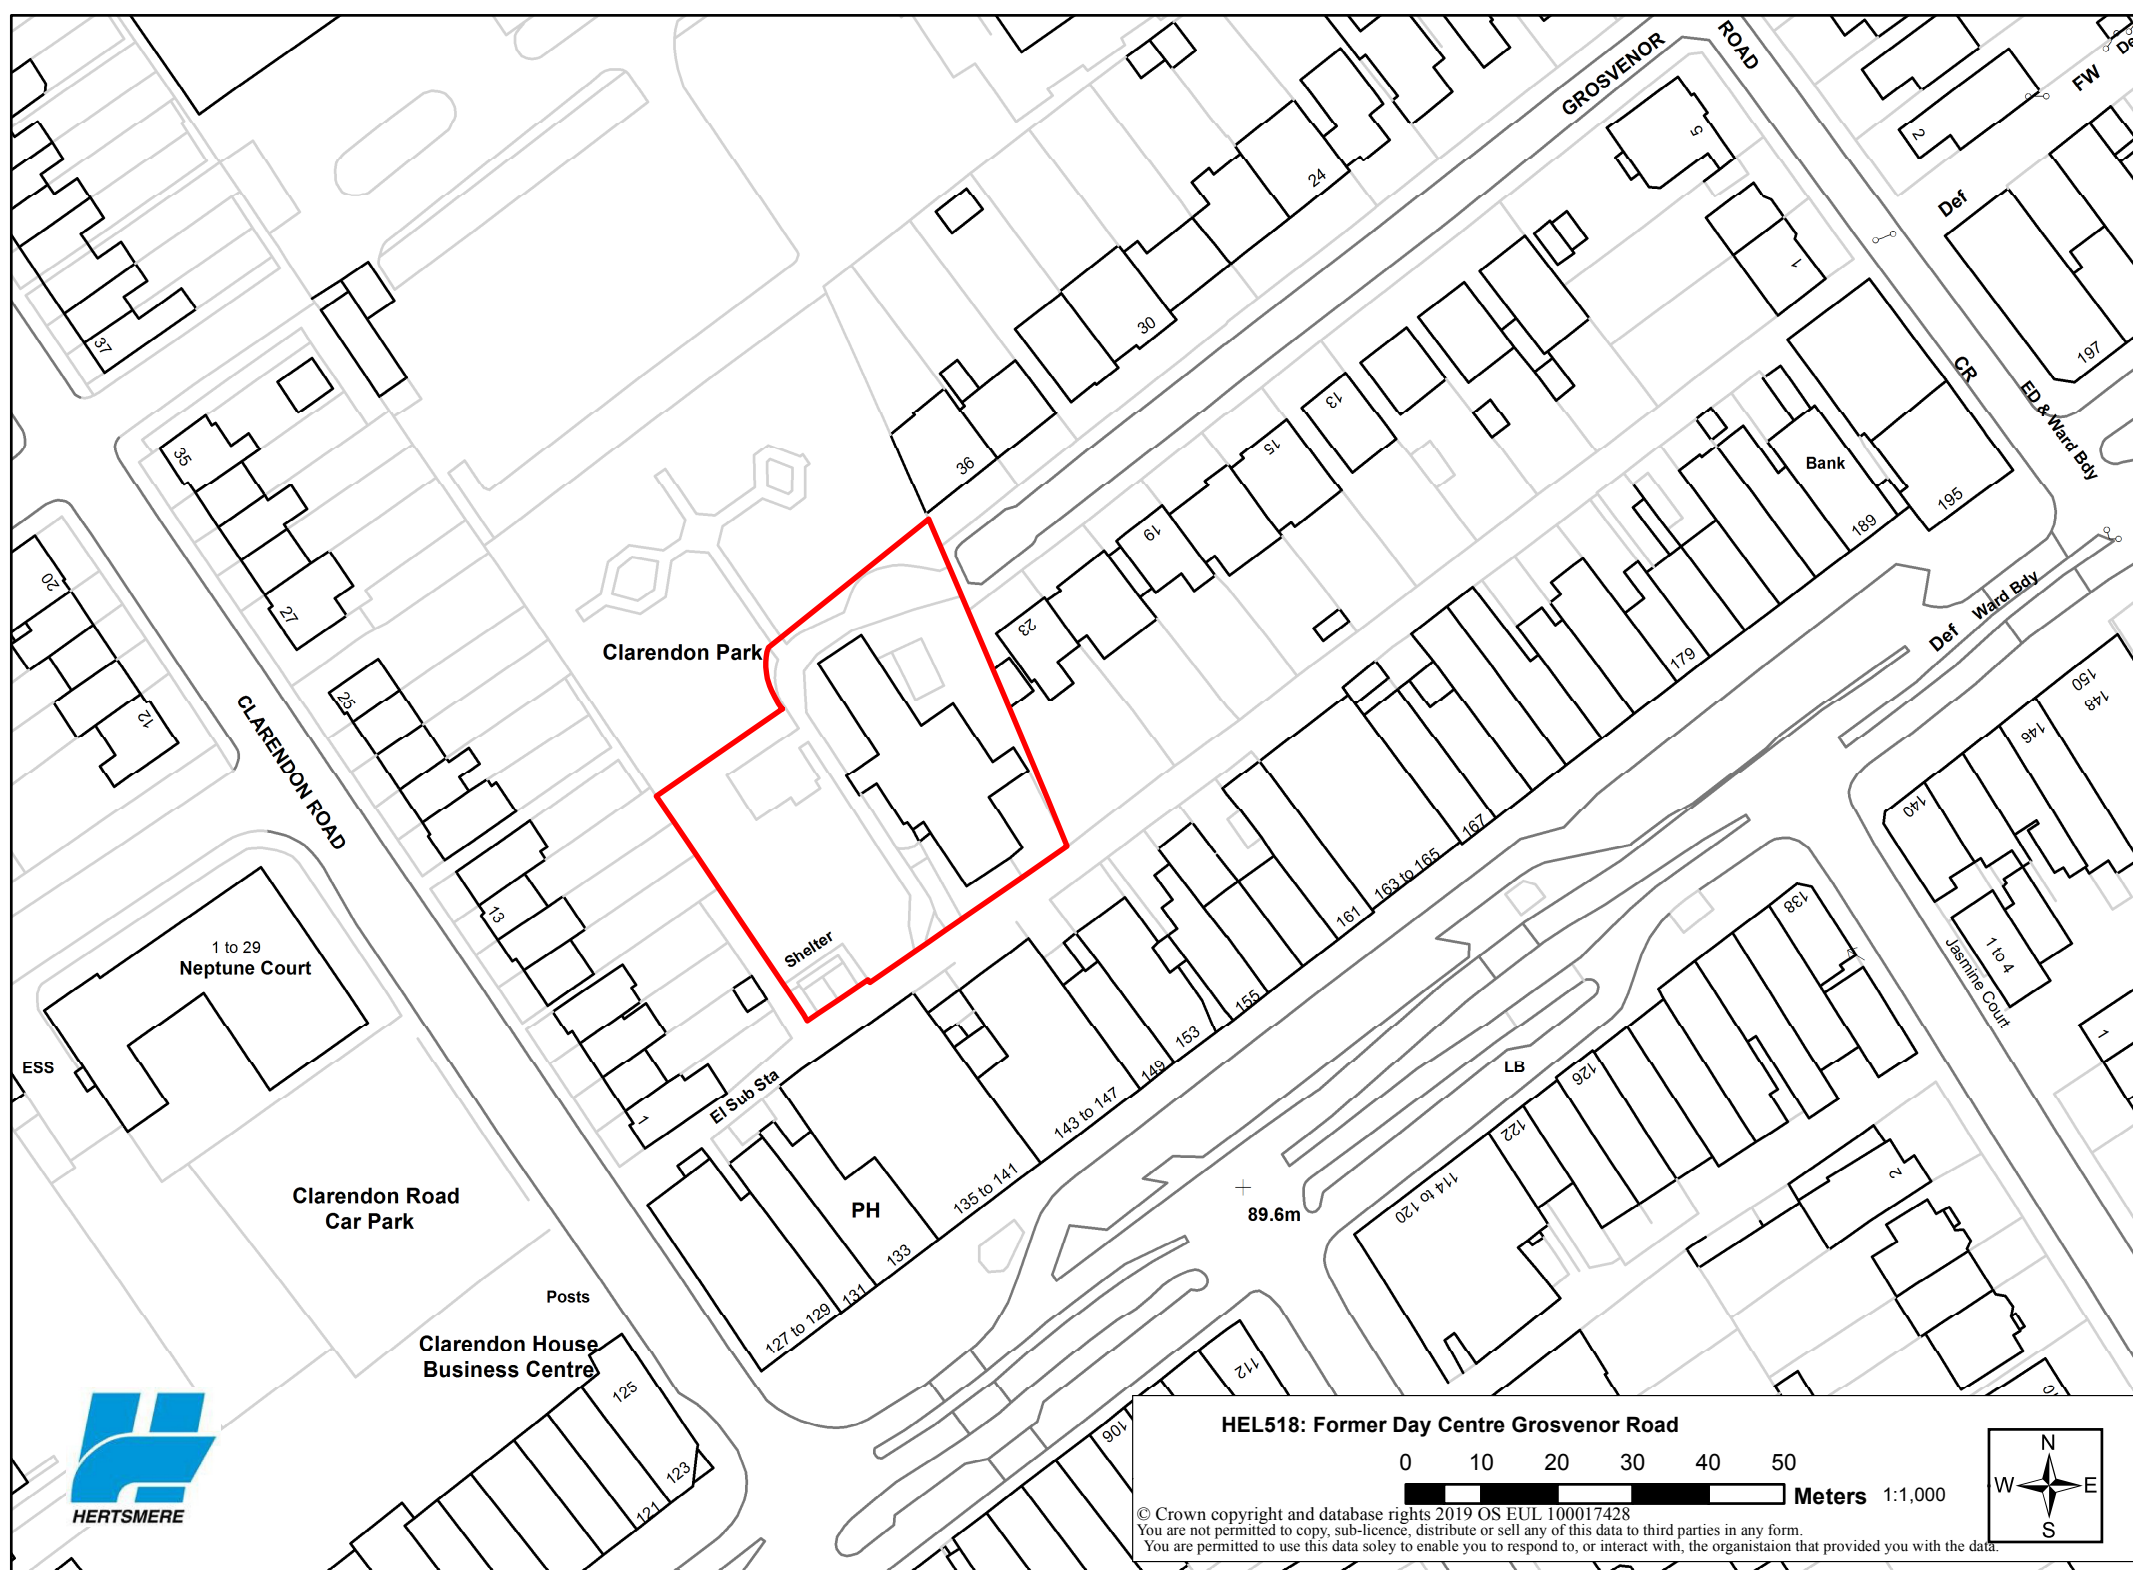 GROSVENOR
ROAD
De
FW
2
5
24
Def
1
30
37
197
CR
ED & Ward Bdy
13
15
36
35
Bank
195
189
19
20
27
Def Ward Bdy
23
Clarendon Park
179
25
12
150
148
146
CLARENDON ROAD
140
167
163 to 165
161
138
13
Shelter
1 to 29
Neptune Court
Jasmine Court
1 to 4
155
153
1
ESS
149
LB
126
143 to 147
El Sub Sta
1
122
135 to 141
2
PH
114 to 120
Clarendon Road
Car Park
89.6m
133
131
127 to 129
Posts
Clarendon House
Business Centre
125
112
106
123
121
HERTSMERE
HEL518: Former Day Centre Grosvenor Road
0 10 20 30 40 50
Meters 1:1,000
N
W E
S
© Crown copyright and database rights 2019 OS EUL 100017428
You are not permitted to copy, sub-licence, distribute or sell any of this data to third parties in any form.
You are permitted to use this data soley to enable you to respond to, or interact with, the organistaion that provided you with the data.